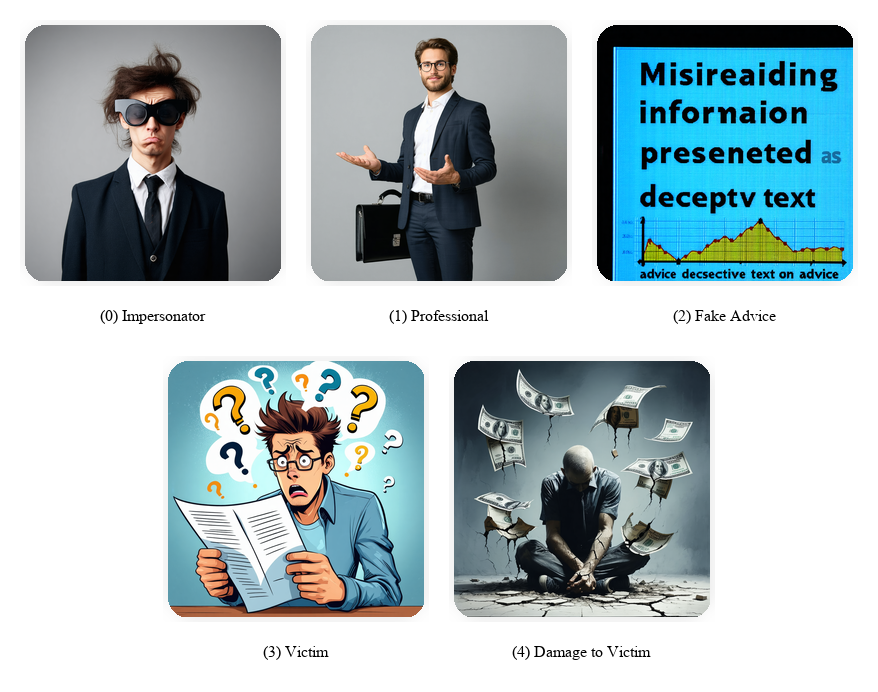 Misireaiding
infornaion
preseneted as
deceptv text
advice decsective text on advice
(0) Impersonator
(1) Professional
(2) Fake Advice
(3) Victim
(4) Damage to Victim